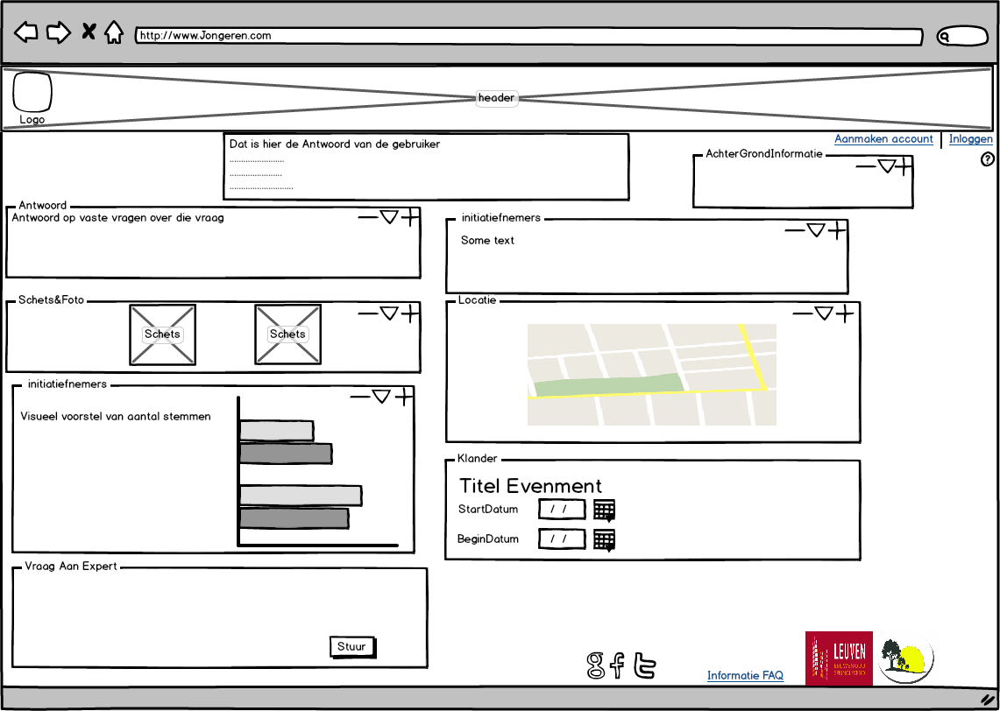 http://www.Jongeren.com
header
Logo
Aanmaken account
Inloggen
Dat is hier de Antwoord van de gebruiker
........................
.......................
............................
AchterGrondInformatie
?
Antwoord
Antwoord op vaste vragen over die vraag
initiatiefnemers
Some text
Schets&Foto
Schets
Schets
Locatie
initiatiefnemers
Visueel voorstel van aantal stemmen
Klander
Titel Evenment
StartDatum
/ /
BeginDatum
/ /
Vraag Aan Expert
Stuur
g f t
Informatie FAQ
LEUVEN
EEUWENOUD
SPRINGLEVEND